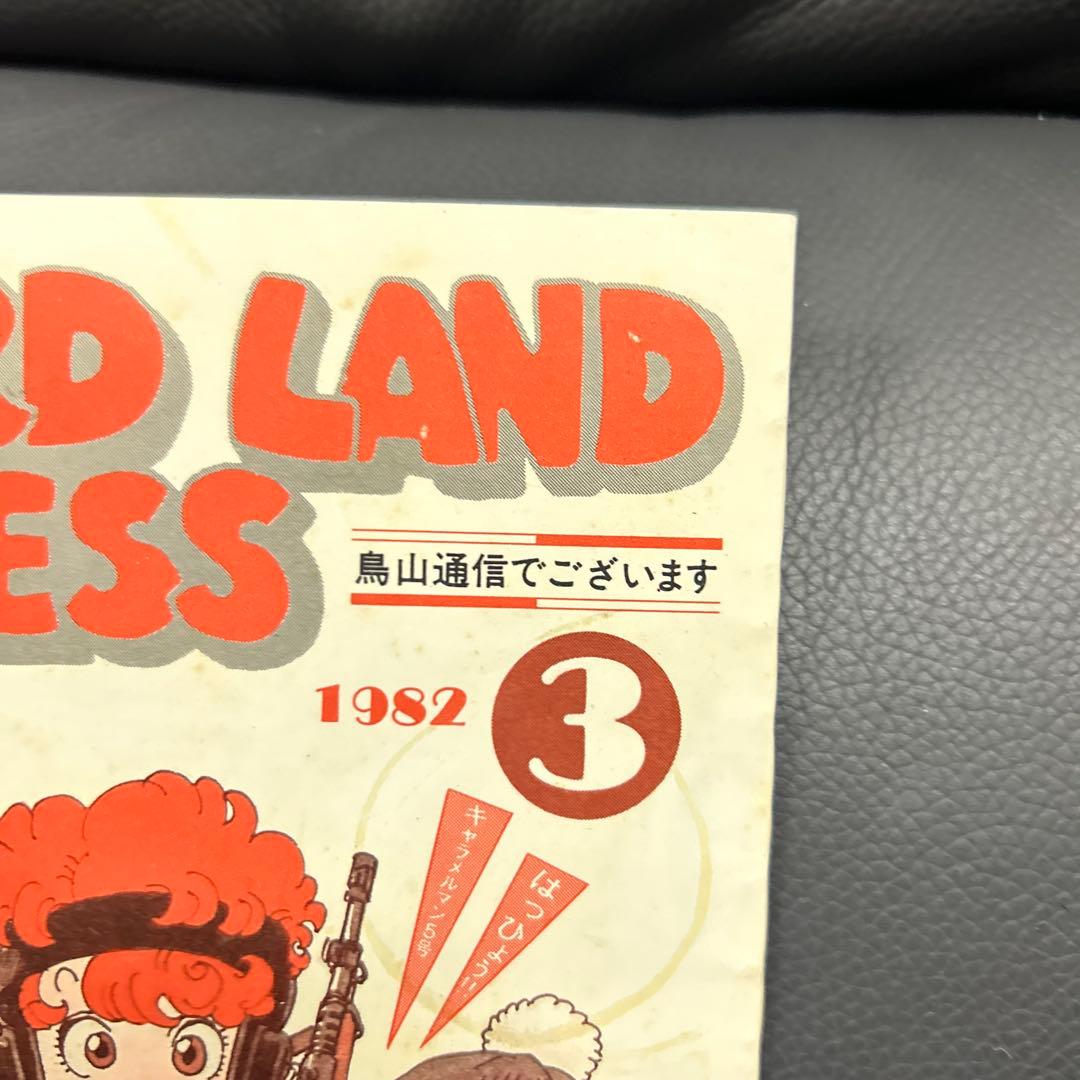 RD LAND
ESS
鳥山通信でございます
1982 3
キャラメルマン5号
はっぴょう!!